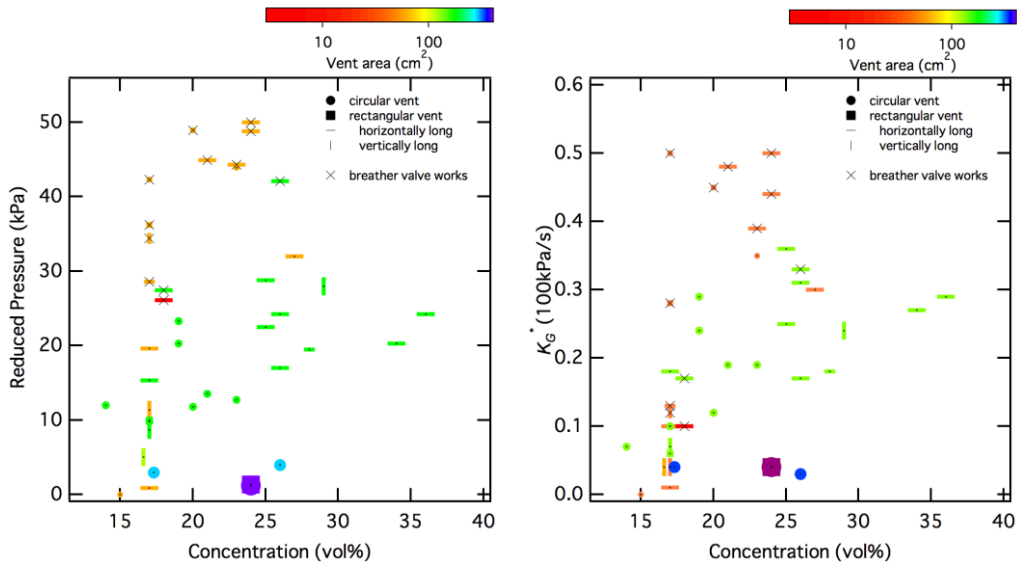 10
100
Vent area (cm²)
50
40
30
20
10
0
Reduced Pressure (kPa)
circular vent
rectangular vent
horizontally long
vertically long
breather valve works
15
20
25
30
35
40
Concentration (vol%)
10
100
Vent area (cm²)
0.6
0.5
0.4
0.3
0.2
0.1
0.0
K_G* (100kPa/s)
circular vent
rectangular vent
horizontally long
vertically long
breather valve works
15
20
25
30
35
40
Concentration (vol%)